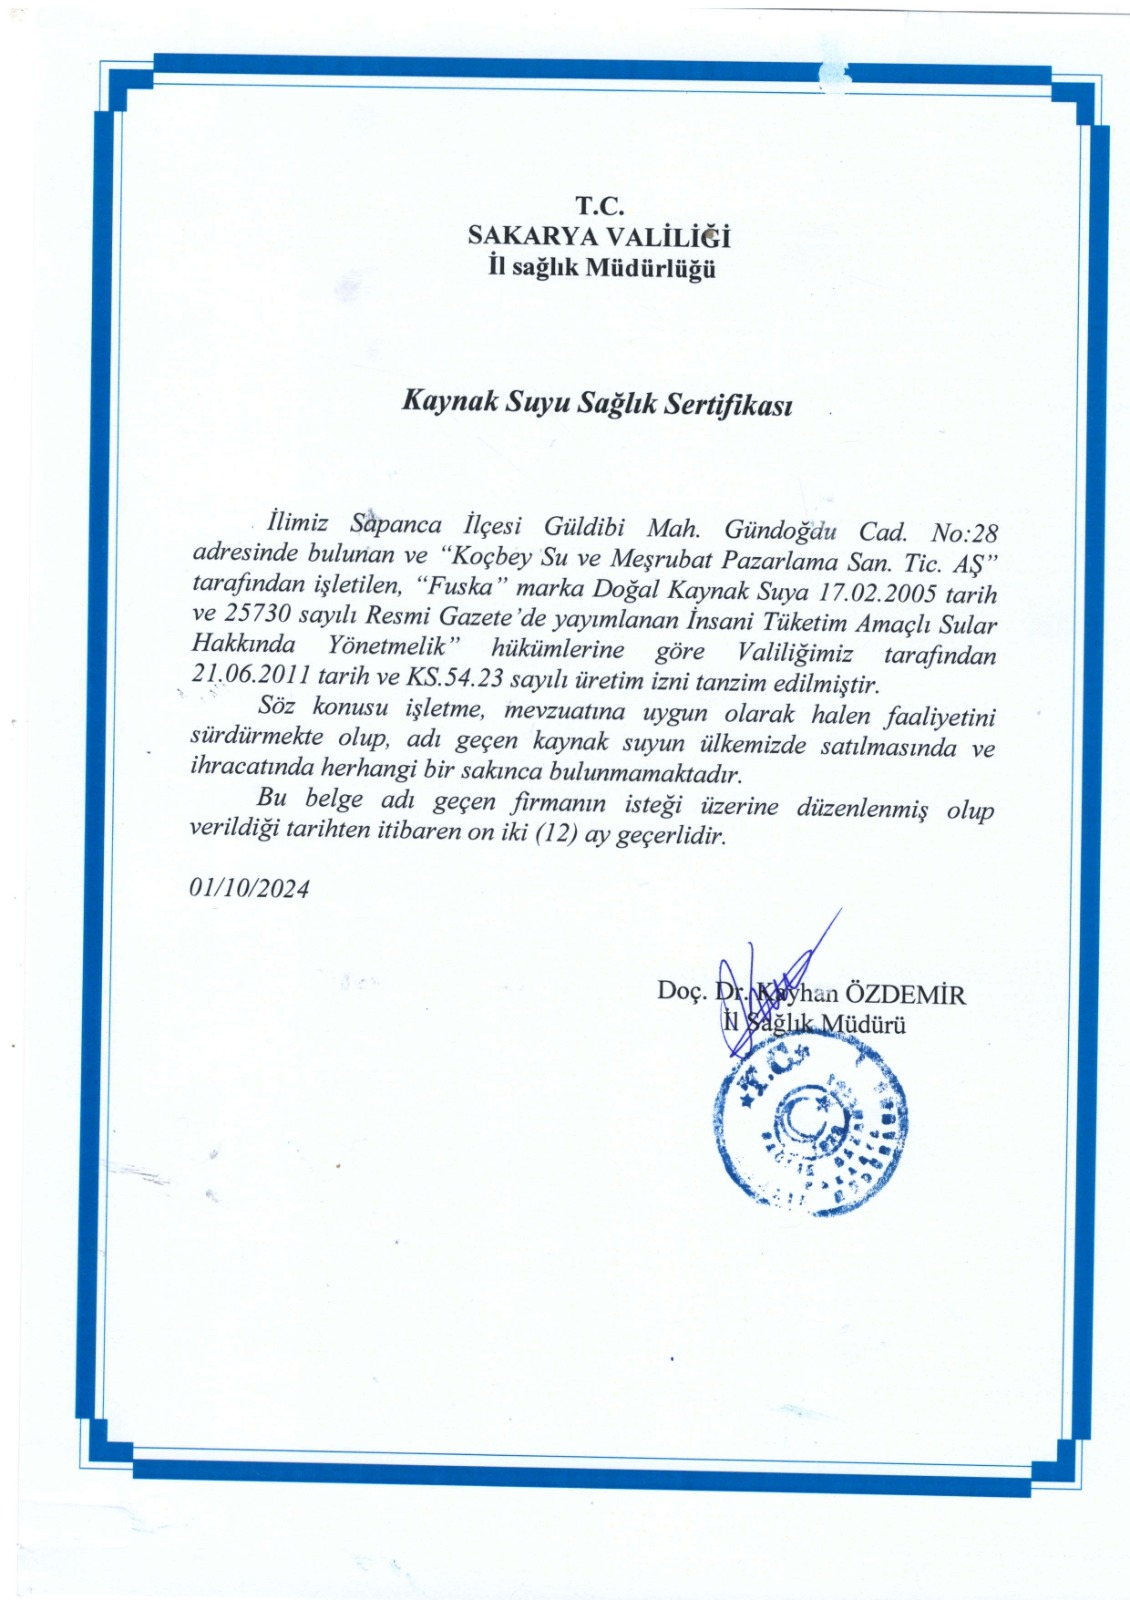 T.C.
SAKARYA VALİLİĞİ
İl sağlık Müdürlüğü
Kaynak Suyu Sağlık Sertifikası
İlimiz Sapanca İlçesi Güldibi Mah. Gündoğdu Cad. No:28
adresinde bulunan ve “Koçbey Su ve Meşrubat Pazarlama San. Tic. AŞ”
tarafından işletilen, “Fuska” marka Doğal Kaynak Suya 17.02.2005 tarih
ve 25730 sayılı Resmi Gazete’de yayımlanan İnsani Tüketim Amaçlı Sular
Hakkında Yönetmelik” hükümlerine göre Valiliğimiz tarafından
21.06.2011 tarih ve KS.54.23 sayılı üretim izni tanzim edilmiştir.
Söz konusu işletme, mevzuatına uygun olarak halen faaliyetini
sürdürmekte olup, adı geçen kaynak suyun ülkemizde satılmasında ve
ihracatında herhangi bir sakınca bulunmamaktadır.
Bu belge adı geçen firmanın isteği üzerine düzenlenmiş olup
verildiği tarihten itibaren on iki (12) ay geçerlidir.
01/10/2024
Doç. Dr. Kayhan ÖZDEMİR
İl Sağlık Müdürü
T.C.